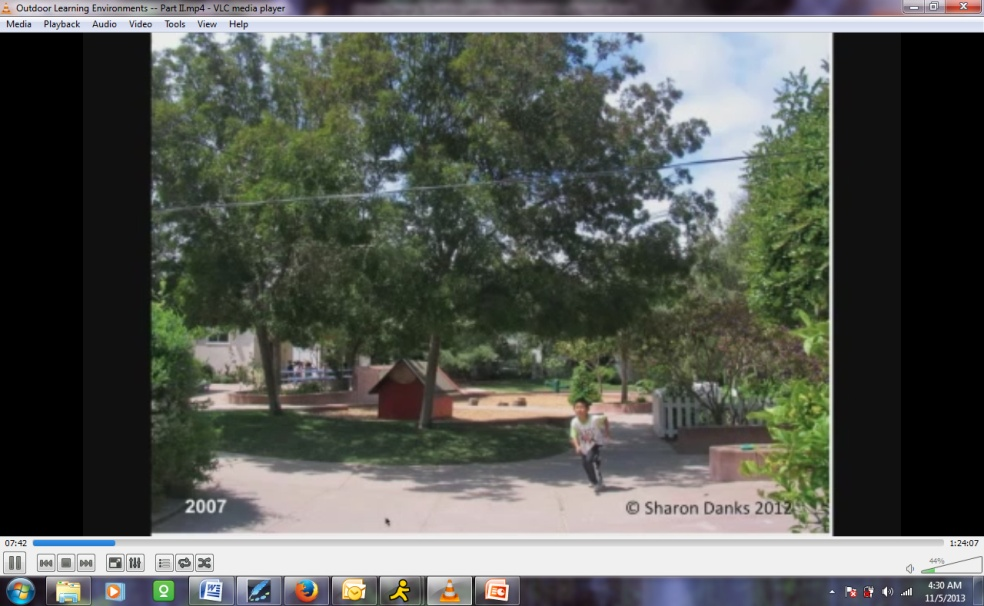 Outdoor Learning Environments -- Part II.mp4 - VLC media player
Media Playback Audio Video Tools View Help
2007
© Sharon Danks 2012
07:42
1:24:07
44%
4:30 AM
11/5/2013